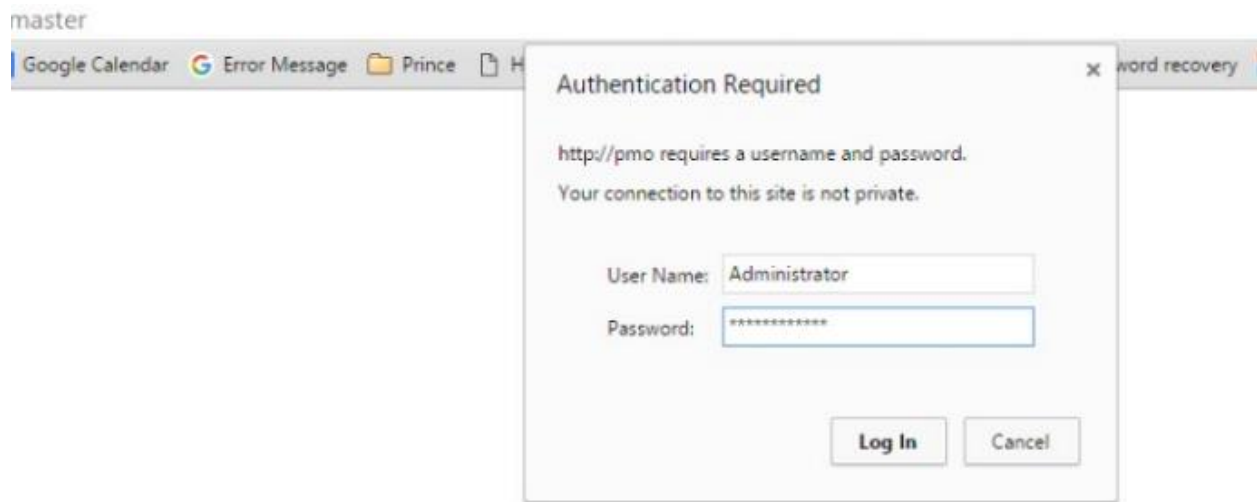 master
Google Calendar Error Message Prince H word recovery
Authentication Required
http://pmo requires a username and password.
Your connection to this site is not private.
User Name: Administrator
Password: ************
Log In Cancel